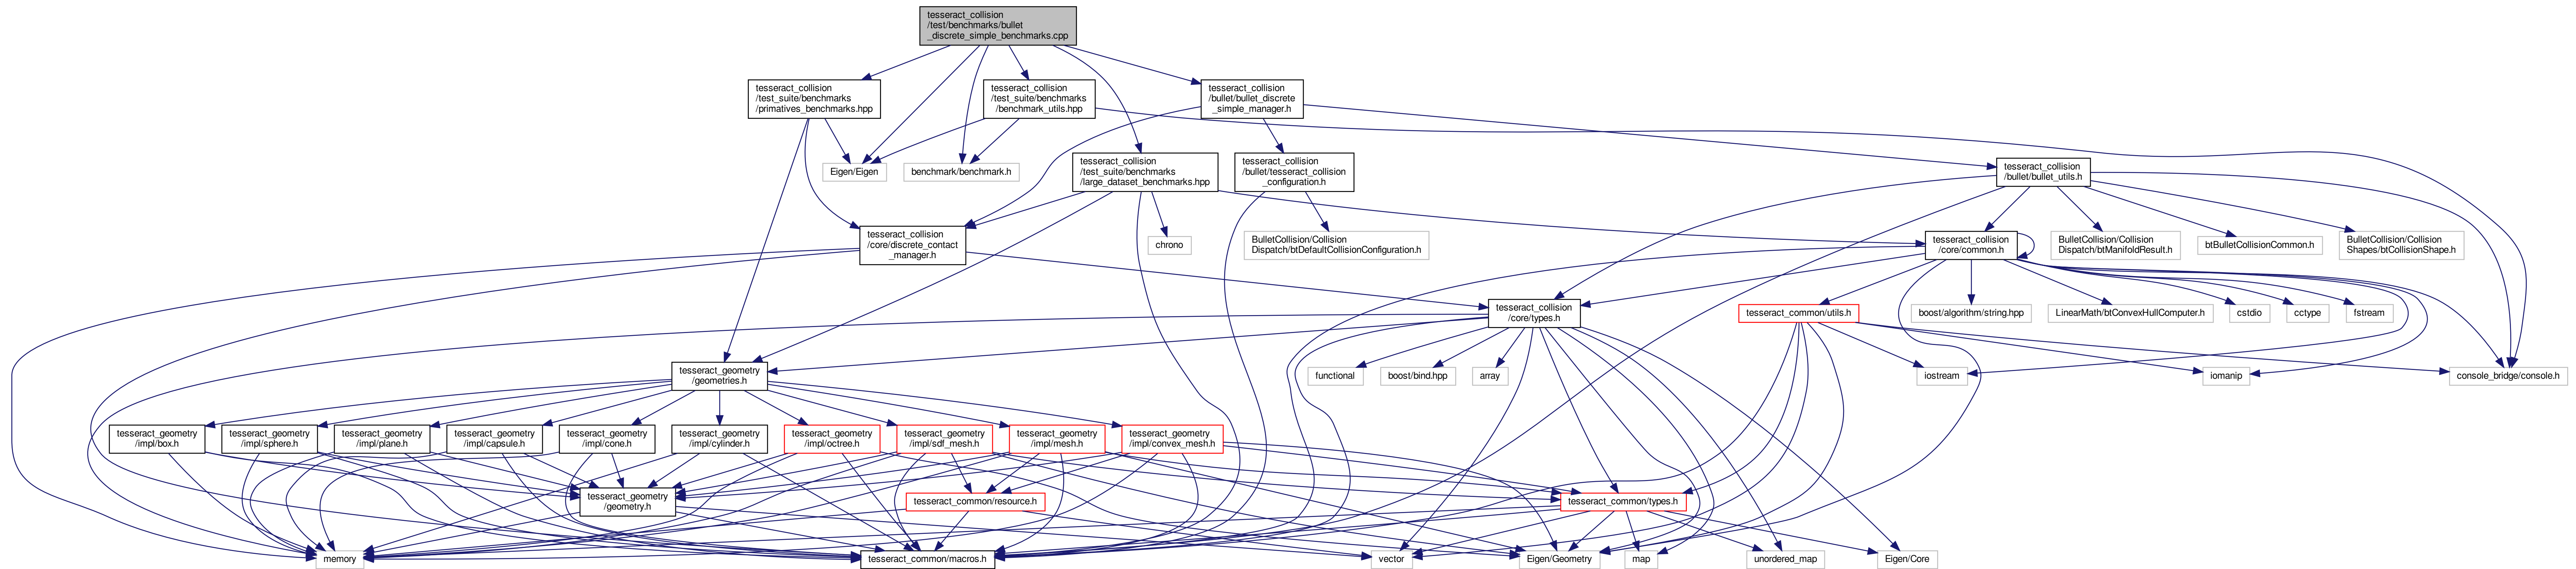 tesseract_collision
/test/benchmarks/bullet
_discrete_simple_benchmarks.cpp
tesseract_collision
/test_suite/benchmarks
/primatives_benchmarks.hpp
tesseract_collision
/test_suite/benchmarks
/benchmark_utils.hpp
tesseract_collision
/bullet/bullet_discrete
_simple_manager.h
Eigen/Eigen
benchmark/benchmark.h
tesseract_collision
/test_suite/benchmarks
/large_dataset_benchmarks.hpp
tesseract_collision
/bullet/tesseract_collision
_configuration.h
tesseract_collision
/bullet/bullet_utils.h
tesseract_collision
/core/discrete_contact
_manager.h
chrono
BulletCollision/Collision
Dispatch/btDefaultCollisionConfiguration.h
tesseract_collision
/core/common.h
BulletCollision/Collision
Dispatch/btManifoldResult.h
btBulletCollisionCommon.h
BulletCollision/Collision
Shapes/btCollisionShape.h
tesseract_collision
/core/types.h
tesseract_common/utils.h
boost/algorithm/string.hpp
LinearMath/btConvexHullComputer.h
cstdio
cctype
fstream
tesseract_geometry
/geometries.h
functional
boost/bind.hpp
array
iostream
iomanip
console_bridge/console.h
tesseract_geometry
/impl/box.h
tesseract_geometry
/impl/sphere.h
tesseract_geometry
/impl/plane.h
tesseract_geometry
/impl/capsule.h
tesseract_geometry
/impl/cone.h
tesseract_geometry
/impl/cylinder.h
tesseract_geometry
/impl/octree.h
tesseract_geometry
/impl/sdf_mesh.h
tesseract_geometry
/impl/mesh.h
tesseract_geometry
/impl/convex_mesh.h
tesseract_geometry
/geometry.h
tesseract_common/resource.h
tesseract_common/types.h
memory
tesseract_common/macros.h
vector
Eigen/Geometry
map
unordered_map
Eigen/Core